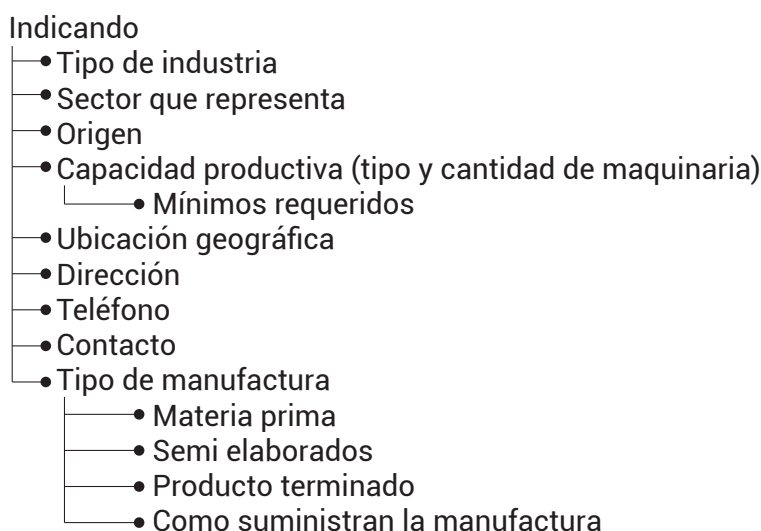 Indicando
Tipo de industria
Sector que representa
Origen
Capacidad productiva (tipo y cantidad de maquinaria)
Mínimos requeridos
Ubicación geográfica
Dirección
Teléfono
Contacto
Tipo de manufactura
Materia prima
Semi elaborados
Producto terminado
Como suministran la manufactura